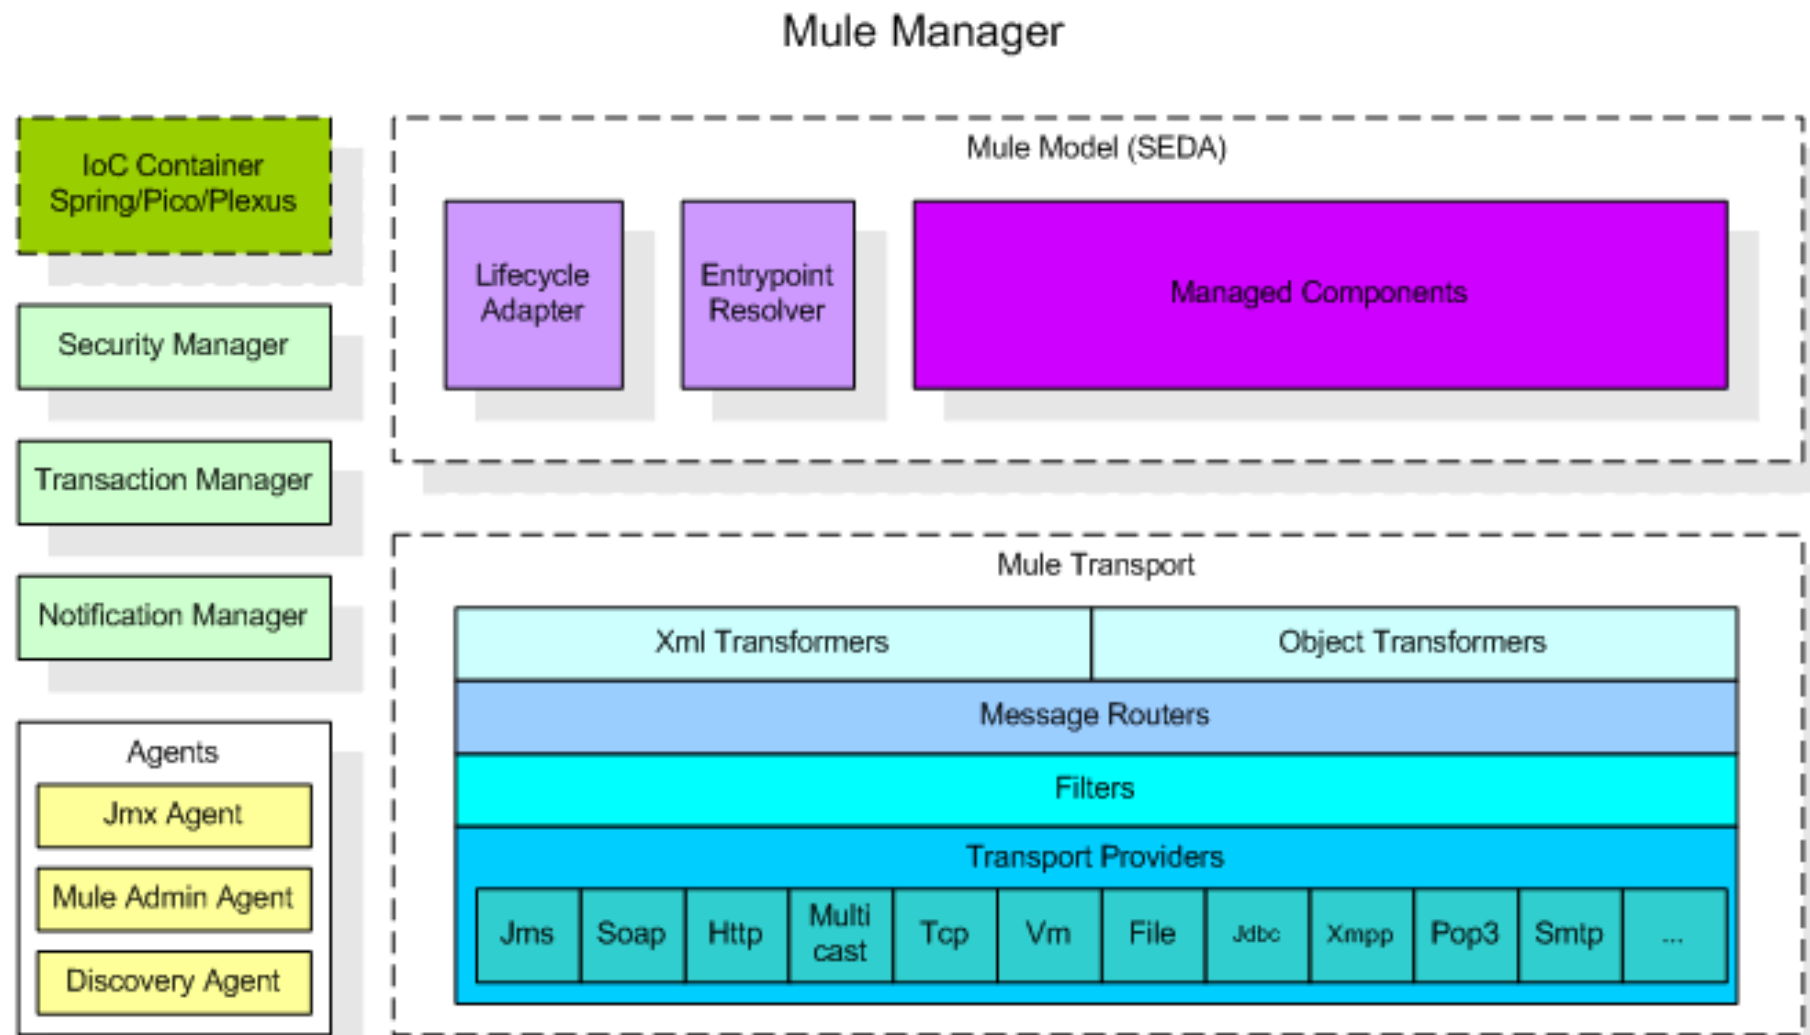 Mule Manager
IoC Container
Spring/Pico/Plexus
Security Manager
Transaction Manager
Notification Manager
Agents
Jmx Agent
Mule Admin Agent
Discovery Agent
Mule Model (SEDA)
Lifecycle
Adapter
Entrypoint
Resolver
Managed Components
Mule Transport
Xml Transformers
Object Transformers
Message Routers
Filters
Transport Providers
Jms
Soap
Http
Multi
cast
Tcp
Vm
File
Jdbc
Xmpp
Pop3
Smtp
...